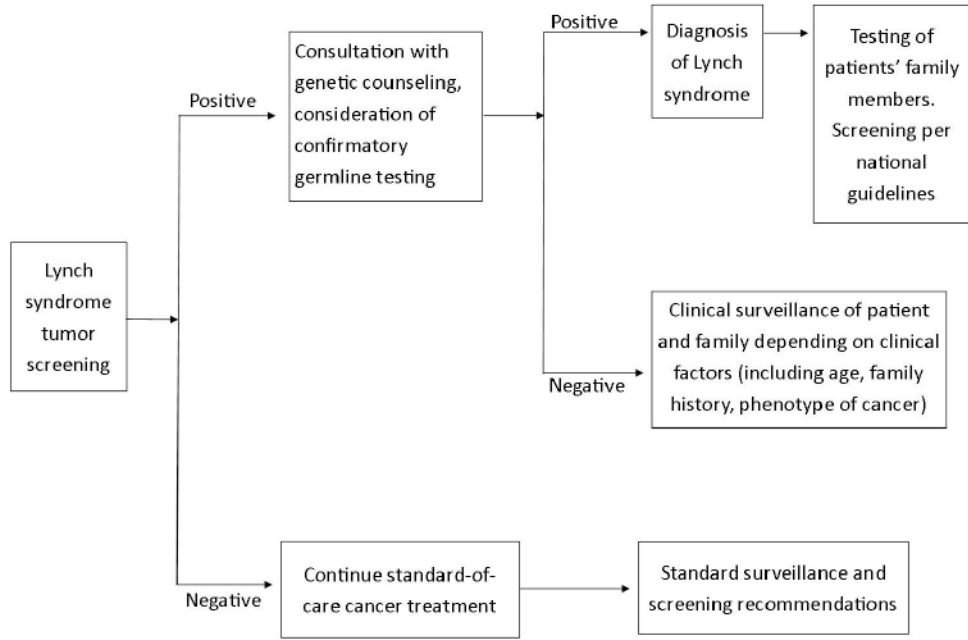 Lynch
syndrome
tumor
screening
Positive
Consultation with
genetic counseling,
consideration of
confirmatory
germline testing
Positive
Diagnosis
of Lynch
syndrome
Testing of
patients’ family
members.
Screening per
national
guidelines
Negative
Clinical surveillance of patient
and family depending on clinical
factors (including age, family
history, phenotype of cancer)
Negative
Continue standard-of-
care cancer treatment
Standard surveillance and
screening recommendations